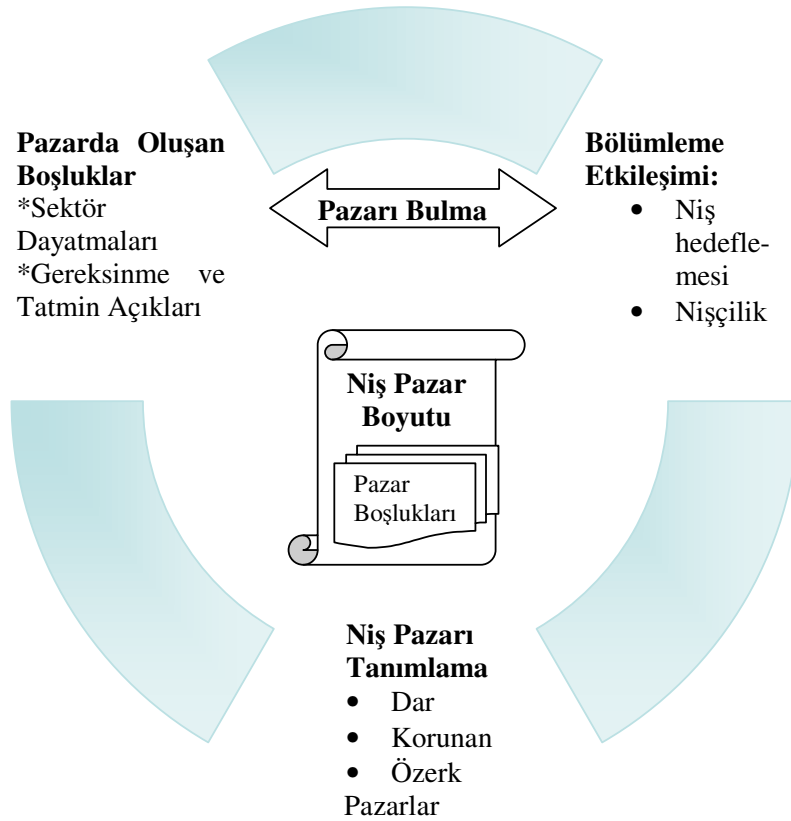 Pazarda Oluşan
Boşluklar
*Sektör
Dayatmaları
*Gereksinme ve
Tatmin Açıkları
Pazarı Bulma
Bölümleme
Etkileşimi:
• Niş
hedefle-
mesi
• Nişçilik
Niş Pazar
Boyutu
Pazar
Boşlukları
Niş Pazarı
Tanımlama
• Dar
• Korunan
• Özerk
Pazarlar